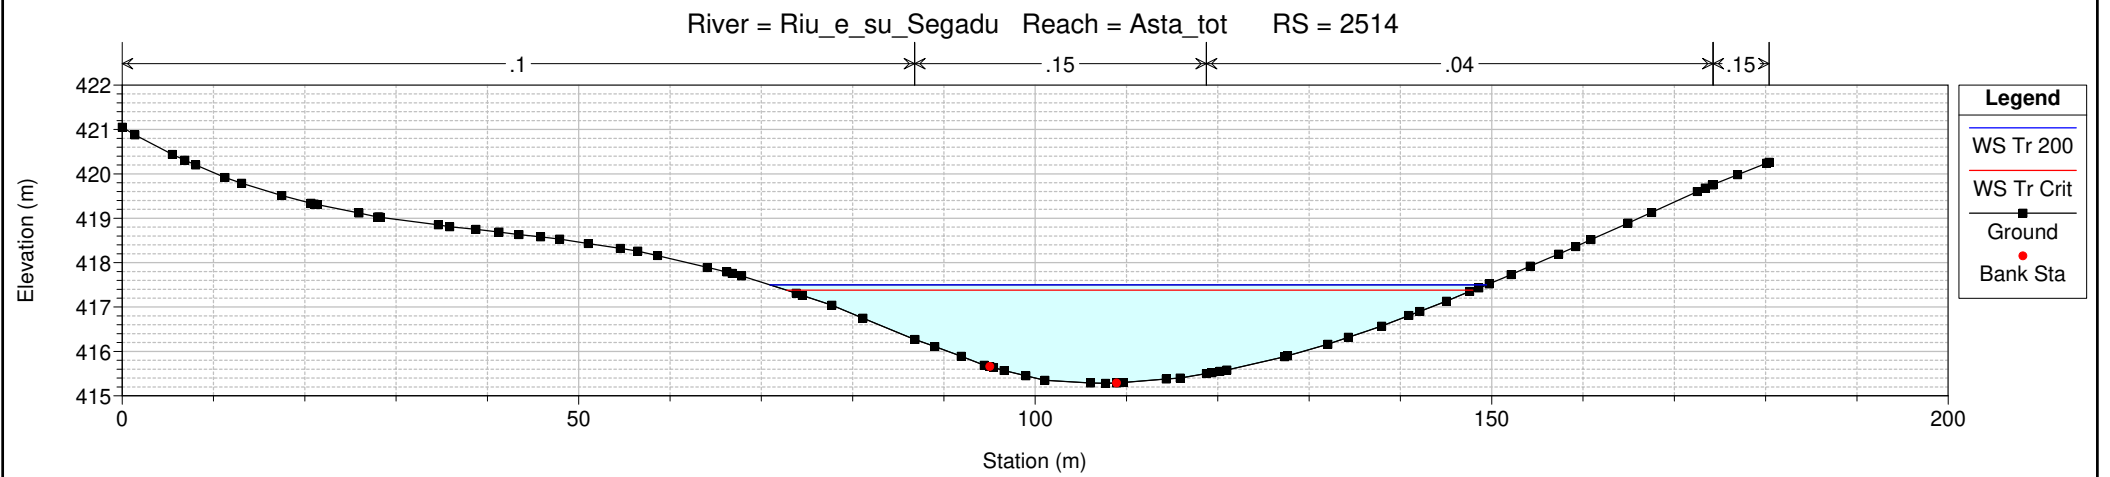 River = Riu_e_su_Segadu   Reach = Asta_tot      RS = 2514
.1 .15 .04 .15
422
421
420
419
418
417
416
415
Elevation (m)
0 50 100 150 200
Station (m)
Legend
WS Tr 200
WS Tr Crit
Ground
Bank Sta